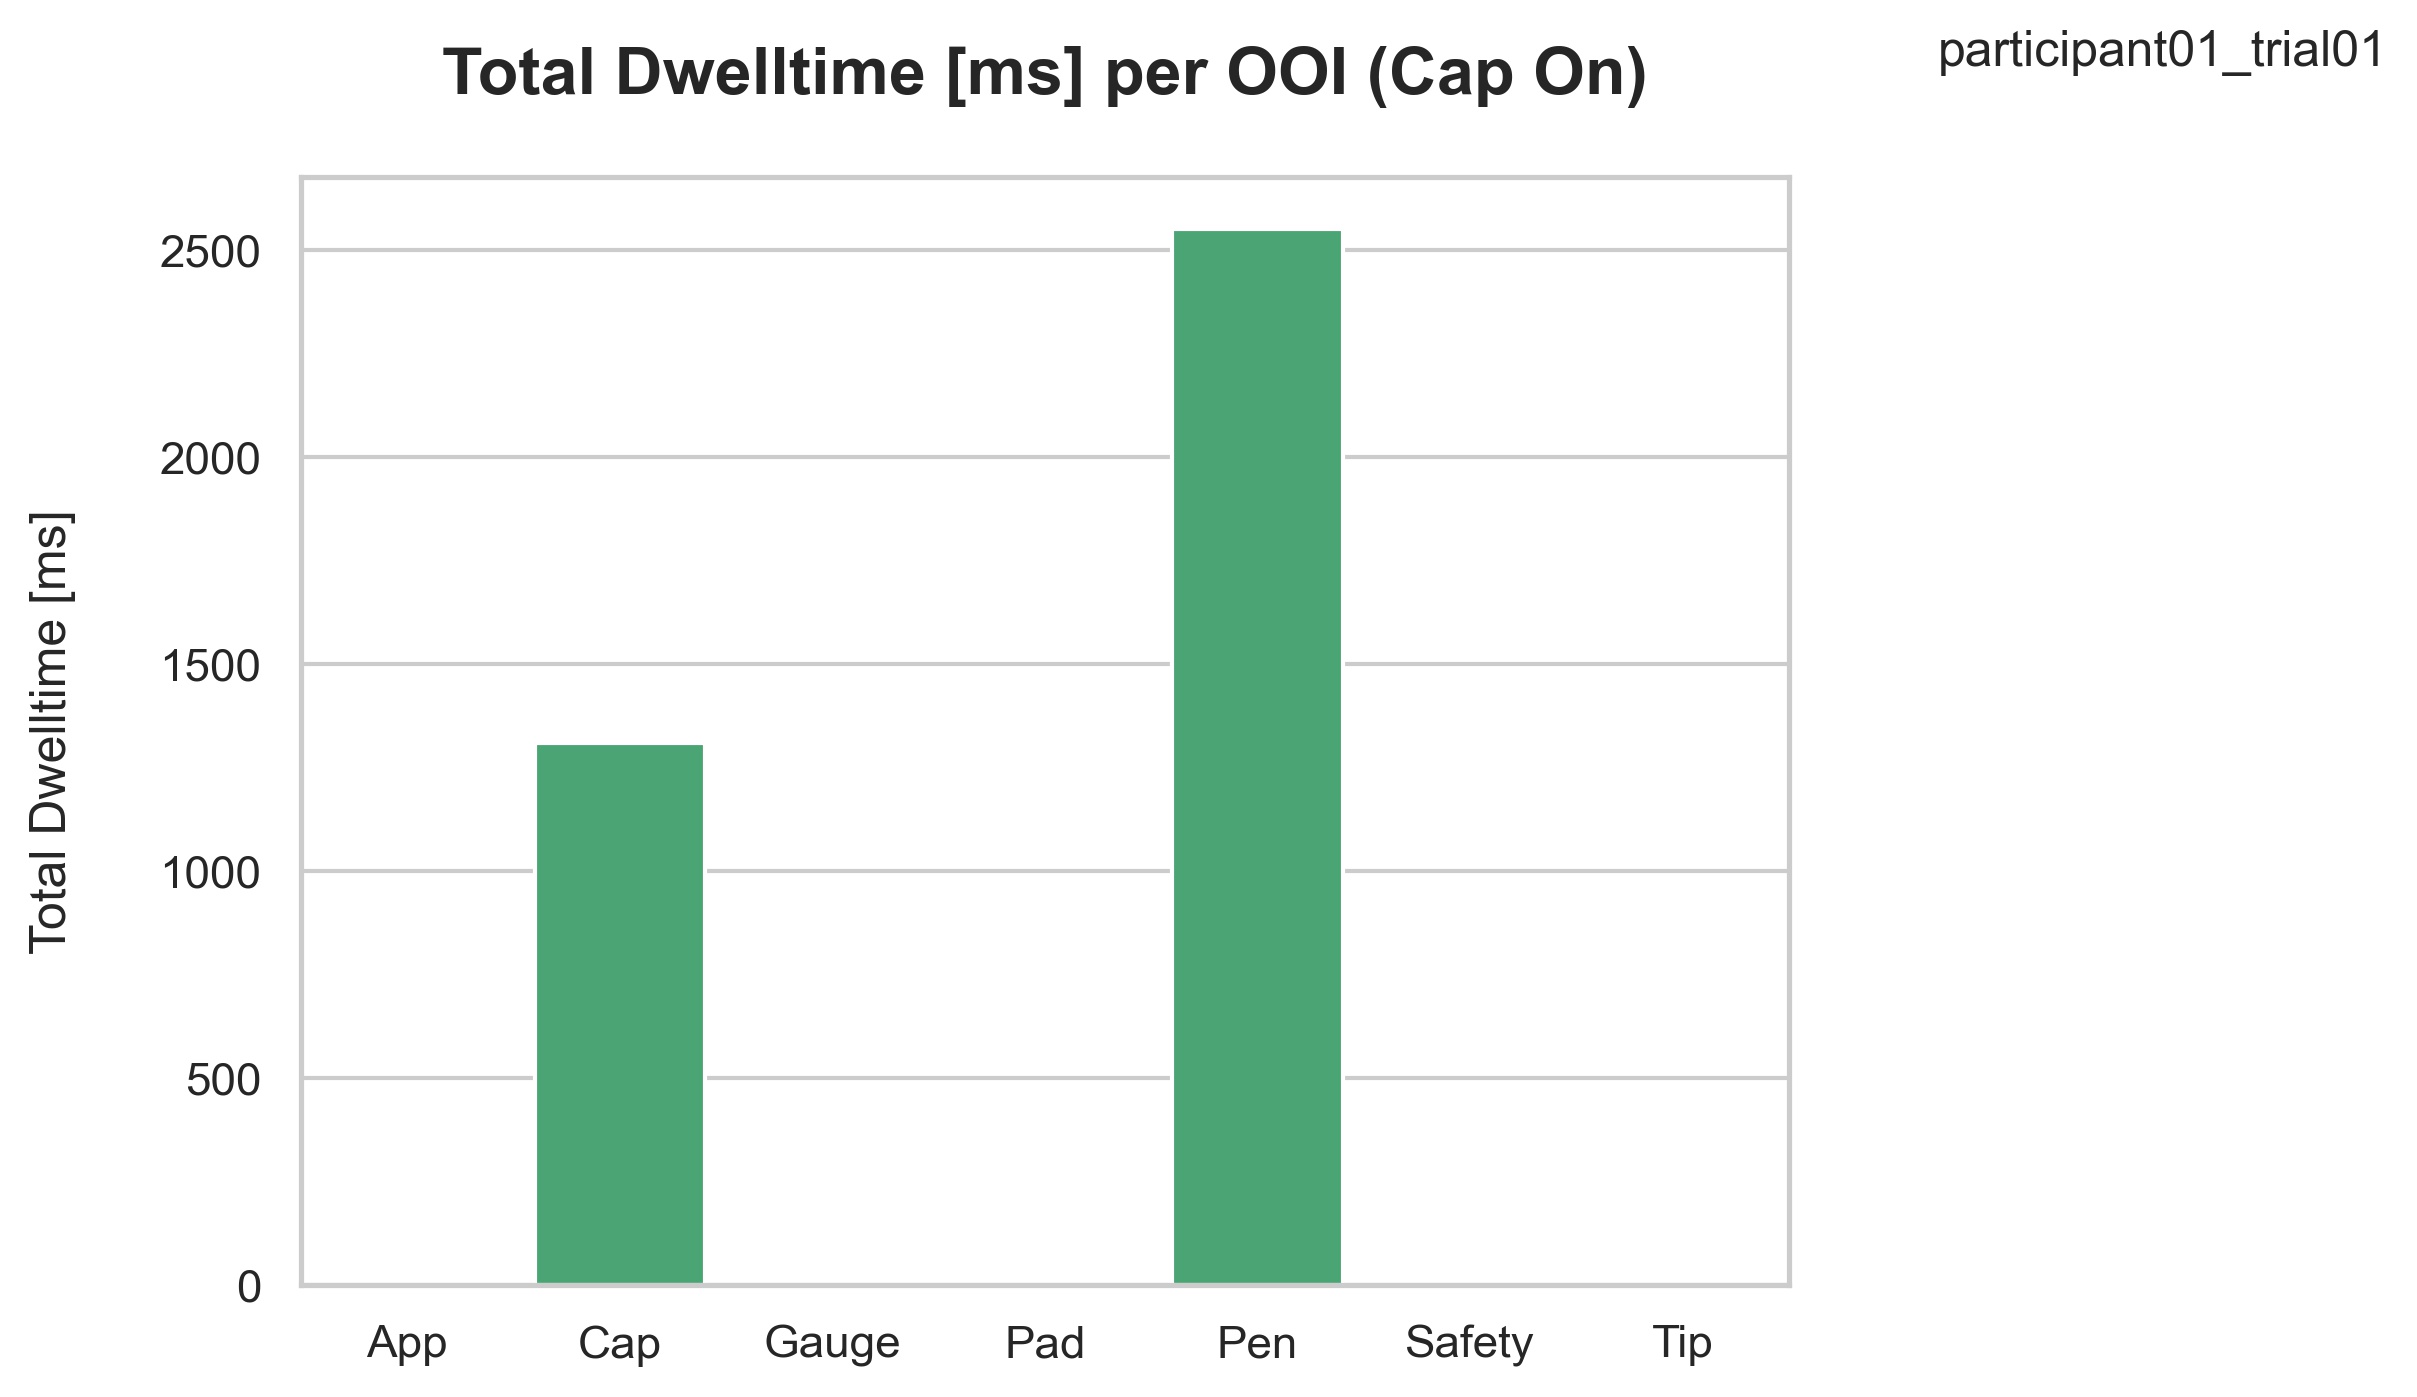 Total Dwelltime [ms] per OOI (Cap On)
participant01_trial01
Total Dwelltime [ms]
2500
2000
1500
1000
500
0
App Cap Gauge Pad Pen Safety Tip